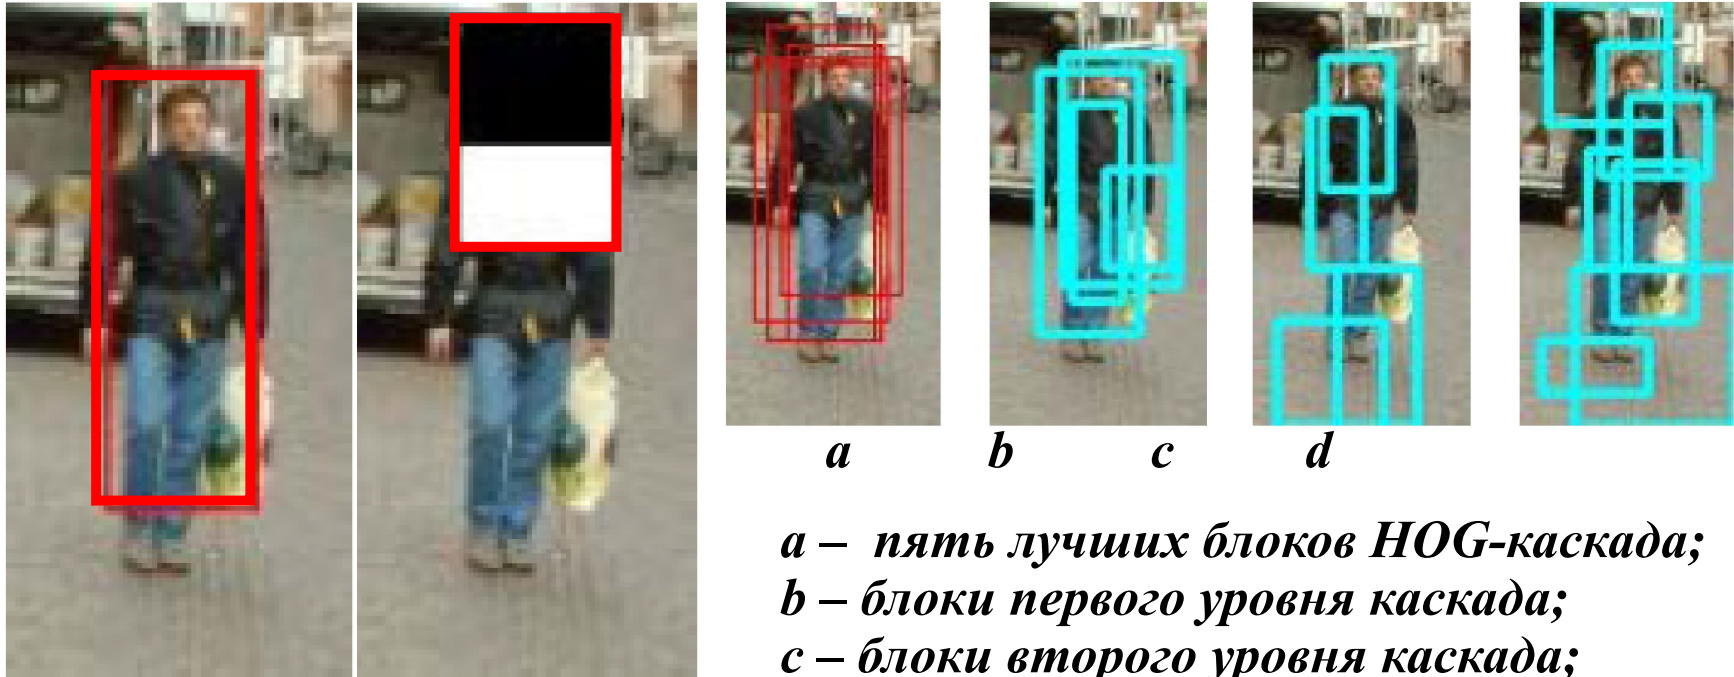 a b c d
a – пять лучших блоков HOG-каскада;
b – блоки первого уровня каскада;
c – блоки второго уровня каскада;